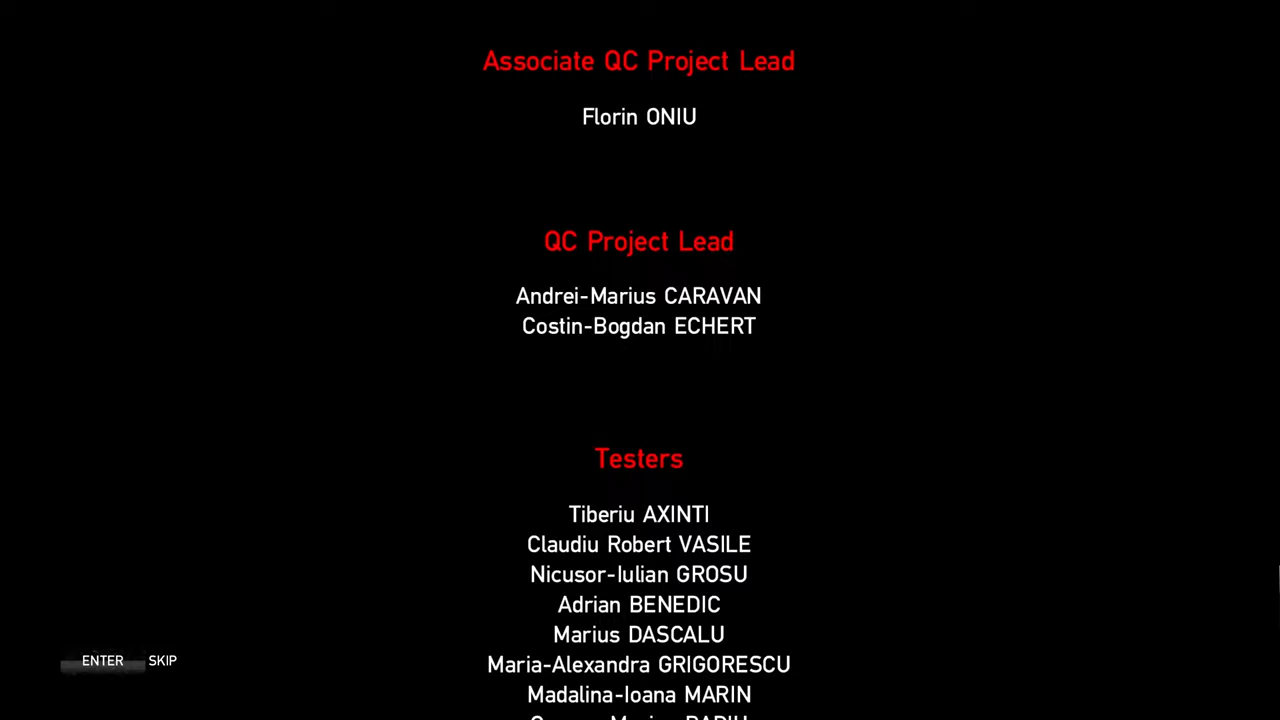 Associate QC Project Lead
Florin ONIU
QC Project Lead
Andrei-Marius CARAVAN
Costin-Bogdan ECHERT
Testers
Tiberiu AXINTI
Claudiu Robert VASILE
Nicusor-Iulian GROSU
Adrian BENEDIC
Marius DASCALU
Maria-Alexandra GRIGORESCU
Madalina-Ioana MARIN
ENTER SKIP